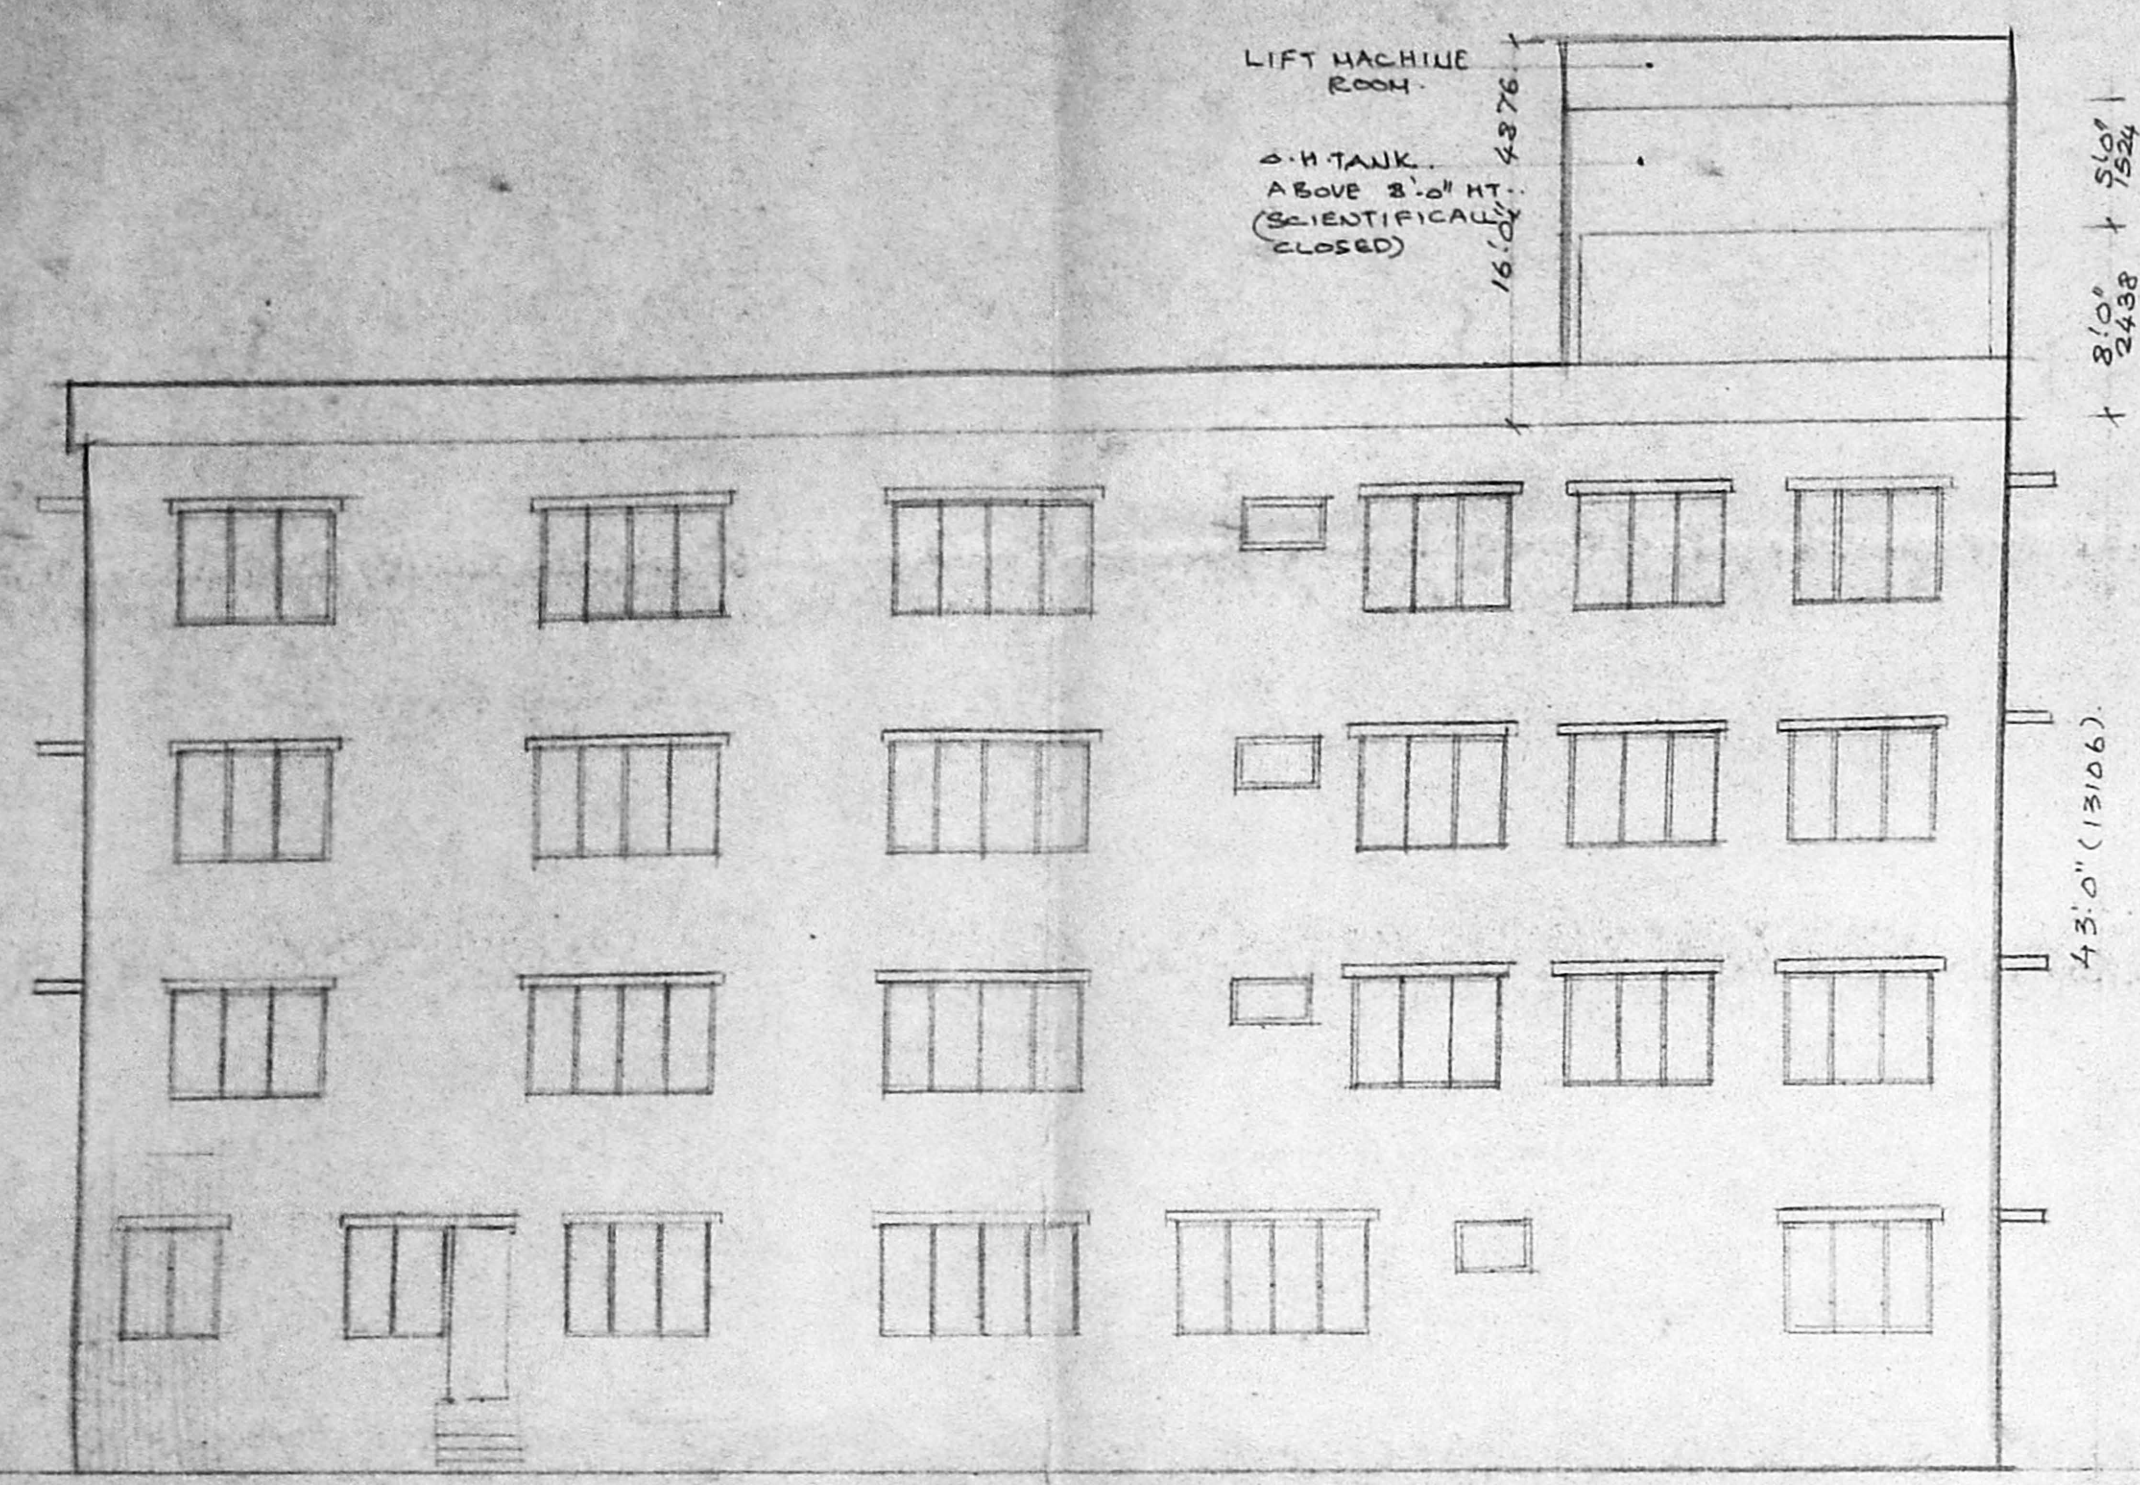 LIFT MACHINE
ROOM.
O.H.TANK.
ABOVE 8'.0" HT.
(SCIENTIFICALLY
CLOSED)
16'.0"  4876
5'.0"
1524
8'.0"
2438
43'.0" (13106).